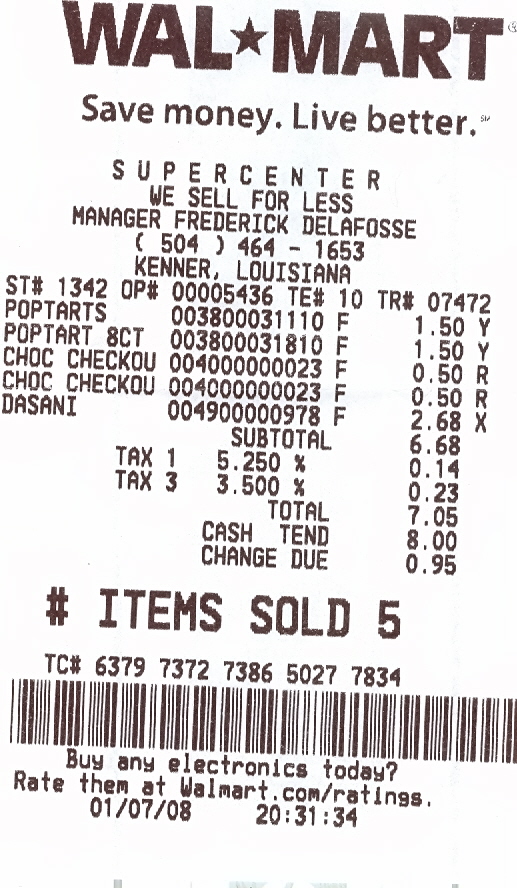 WAL★MART®
Save money. Live better.℠
SUPERCENTER
WE SELL FOR LESS
MANAGER FREDERICK DELAFOSSE
( 504 ) 464 - 1653
KENNER, LOUISIANA
ST# 1342 OP# 00005436 TE# 10 TR# 07472
POPTARTS 003800031110 F 1.50 Y
POPTART 8CT 003800031810 F 1.50 Y
CHOC CHECKOU 004000000023 F 0.50 R
CHOC CHECKOU 004000000023 F 0.50 R
DASANI 004900000978 F 2.68 X
SUBTOTAL 6.68
TAX 1 5.250 % 0.14
TAX 3 3.500 % 0.23
TOTAL 7.05
CASH TEND 8.00
CHANGE DUE 0.95
# ITEMS SOLD 5
TC# 6379 7372 7386 5027 7834
Buy any electronics today?
Rate them at Walmart.com/ratings.
01/07/08 20:31:34